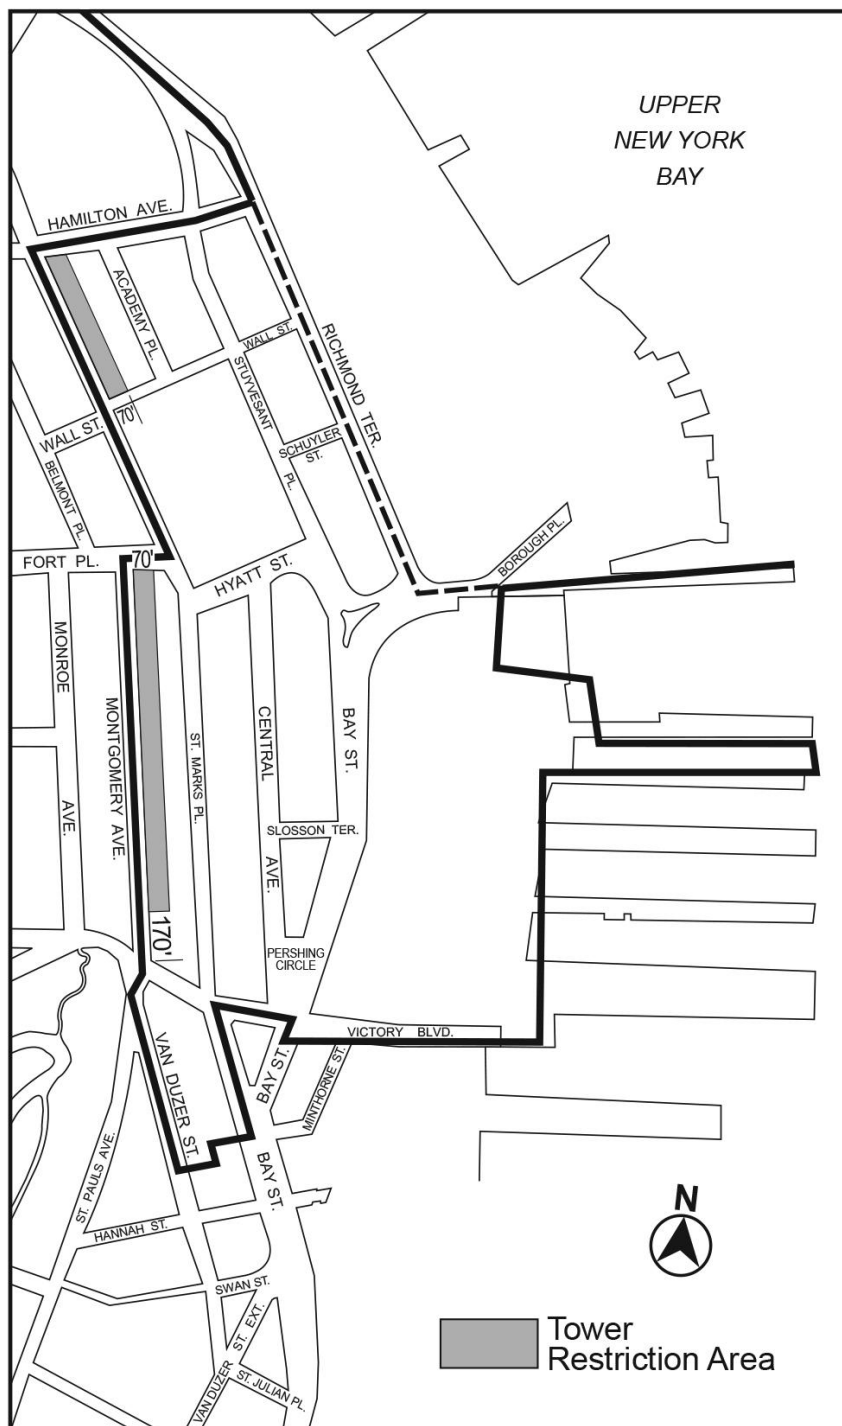 UPPER
NEW YORK
BAY
HAMILTON AVE.
ACADEMY PL.
WALL ST.
RICHMOND TER.
STUYVESANT
PL.
70'
WALL ST.
SCHUYLER
ST.
BELMONT PL.
BOROUGH PL.
FORT PL.
70'
HYATT ST.
MONROE
AVE.
MONTGOMERY AVE.
ST. MARKS PL.
CENTRAL
AVE.
BAY ST.
SLOSSON TER.
170'
PERSHING
CIRCLE
VICTORY BLVD.
VAN DUZER ST.
BAY ST.
MINTHORNE ST.
ST. PAULS AVE.
BAY ST.
HANNAH ST.
SWAN ST.
VAN DUZER ST. EXT.
ST. JULIAN PL.
N
Tower
Restriction Area